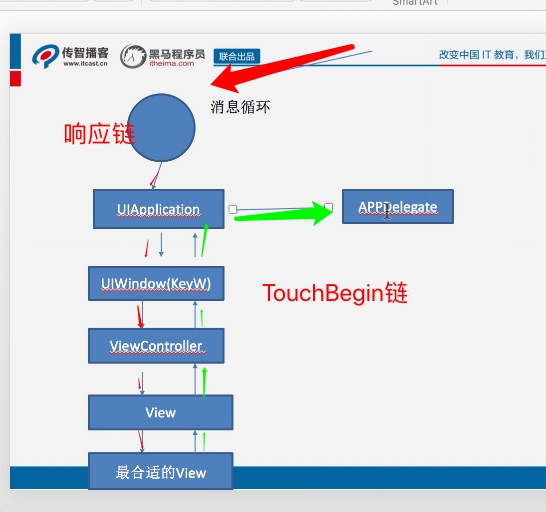 SmartArt
传智播客
www.itcast.cn
黑马程序员
itheima.com
联合出品
改变中国 IT 教育，我们
消息循环
响应链
UIApplication
APPDelegate
UIWindow(KeyW)
TouchBegin链
ViewController
View
最合适的View